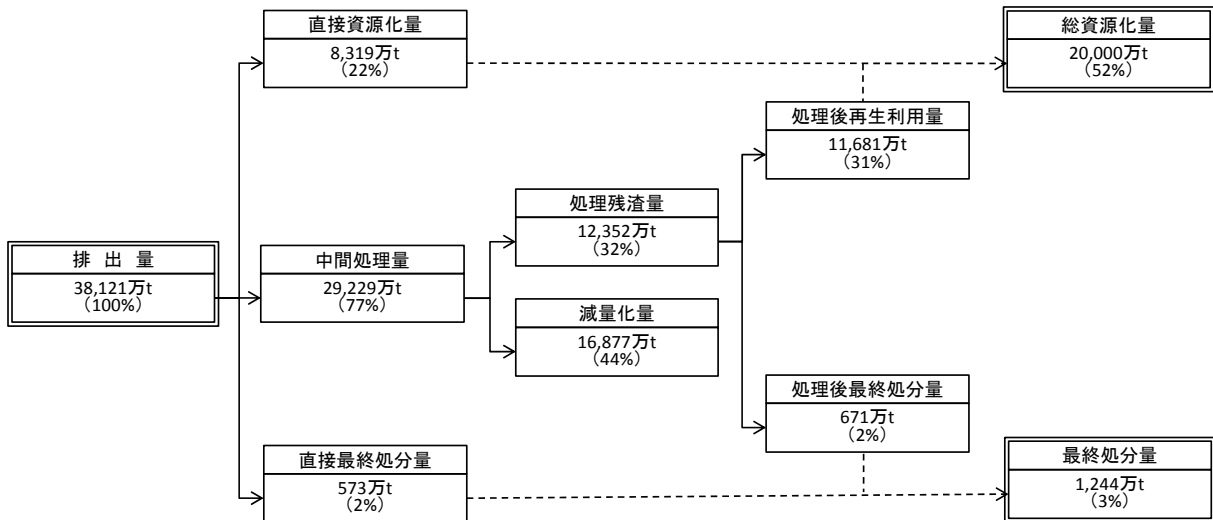 直接資源化量
8,319万t
(22%)
総資源化量
20,000万t
(52%)
処理後再生利用量
11,681万t
(31%)
処理残渣量
12,352万t
(32%)
排 出 量
38,121万t
(100%)
中間処理量
29,229万t
(77%)
減量化量
16,877万t
(44%)
処理後最終処分量
671万t
(2%)
直接最終処分量
573万t
(2%)
最終処分量
1,244万t
(3%)